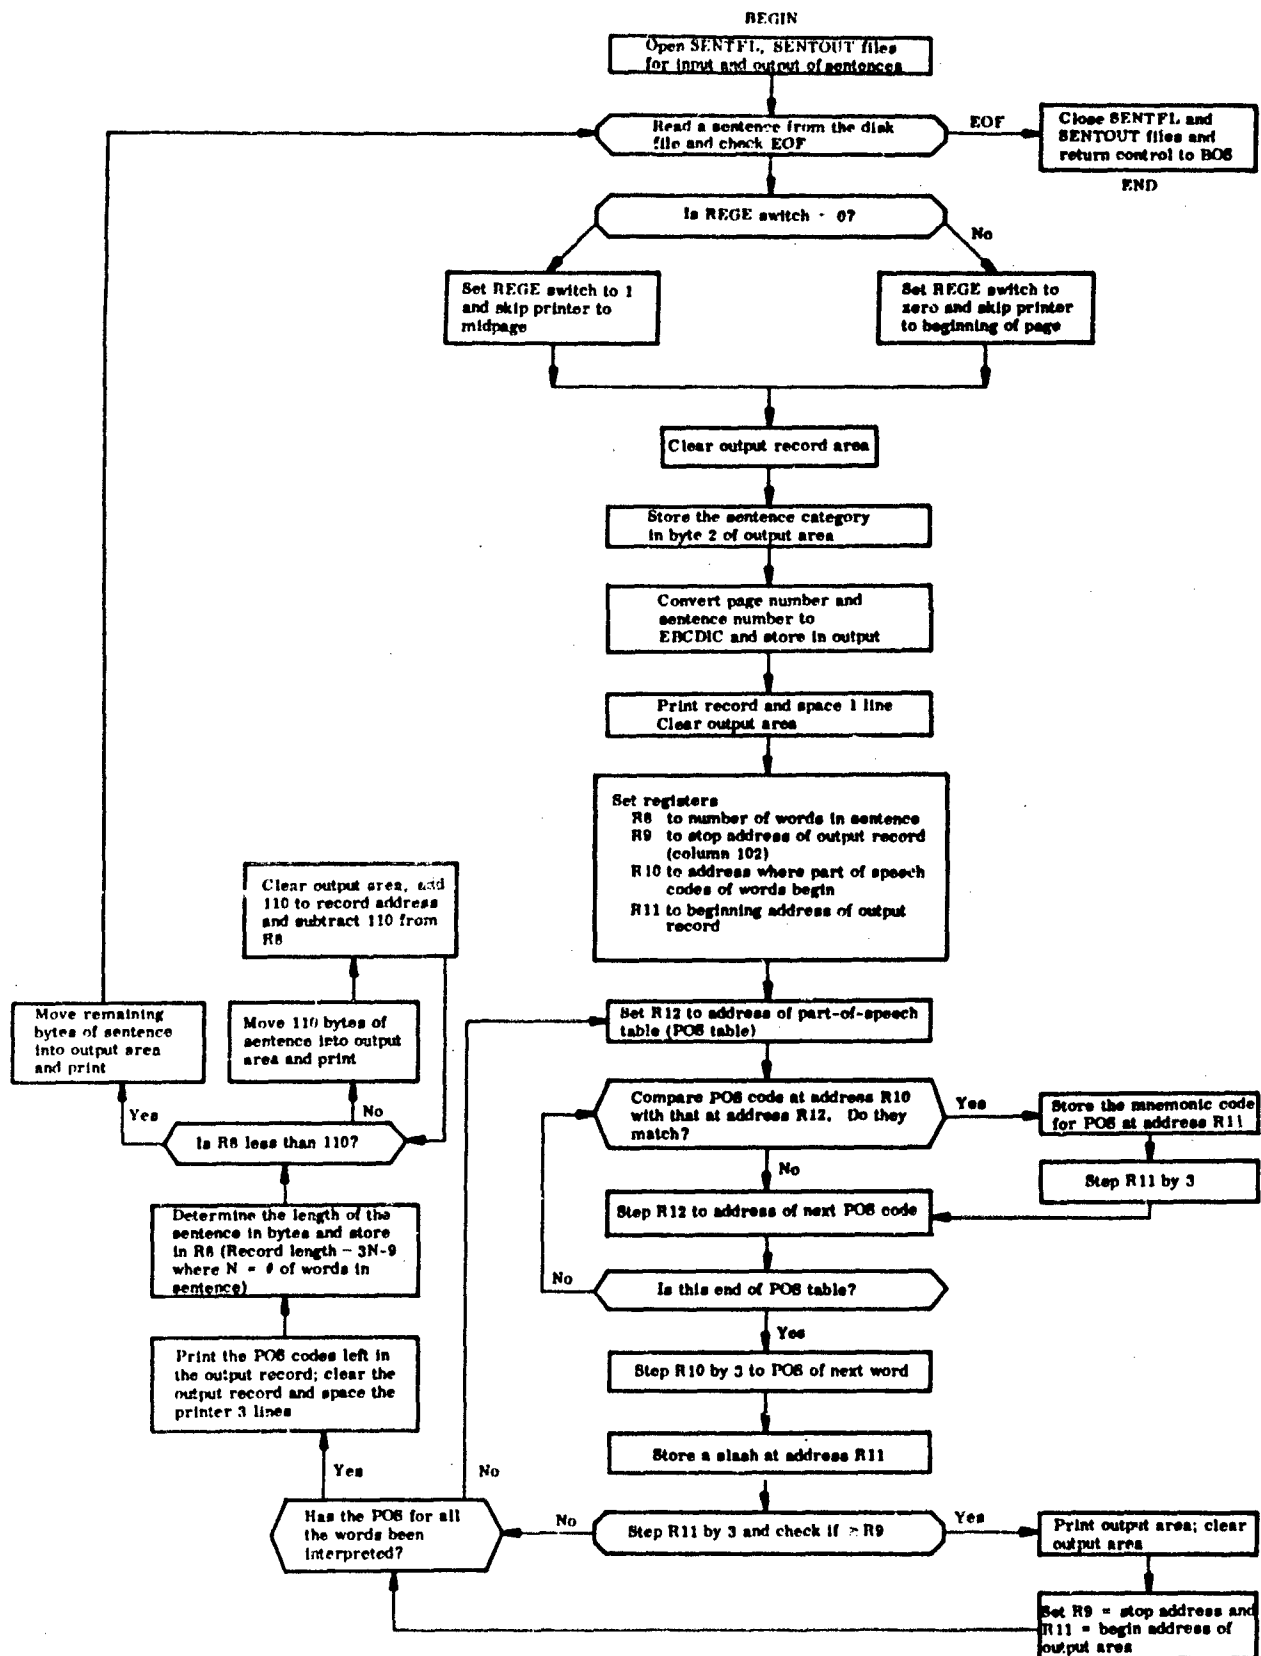 BEGIN
Open SENTFL, SENTOUT files
for input and output of sentences
Read a sentence from the disk
file and check EOF
EOF
Close SENTFL and
SENTOUT files and
return control to BOS
END
Is REGE switch = 0?
No
Set REGE switch to 1
and skip printer to
midpage
Set REGE switch to
zero and skip printer
to beginning of page
Clear output record area
Store the sentence category
in byte 2 of output area
Convert page number and
sentence number to
EBCDIC and store in output
Print record and space 1 line
Clear output area
Set registers
R8 to number of words in sentence
R9 to stop address of output record
(column 102)
R10 to address where part of speech
codes of words begin
R11 to beginning address of output
record
Clear output area, add
110 to record address
and subtract 110 from
R8
Move remaining
bytes of sentence
into output area
and print
Move 110 bytes of
sentence into output
area and print
Set R12 to address of part-of-speech
table (POS table)
Yes
No
Compare POS code at address R10
with that at address R12. Do they
match?
Yes
Store the mnemonic code
for POS at address R11
Is R8 less than 110?
No
Step R11 by 3
Determine the length of the
sentence in bytes and store
in R8 (Record length - 3N-9
where N = # of words in
sentence)
Step R12 to address of next POS code
No
Is this end of POS table?
Yes
Print the POS codes left in
the output record; clear the
output record and space the
printer 3 lines
Step R10 by 3 to POS of next word
Store a slash at address R11
Yes
No
Has the POS for all
the words been
interpreted?
No
Step R11 by 3 and check if ≥ R9
Yes
Print output area; clear
output area
Set R9 = stop address and
R11 = begin address of
output area